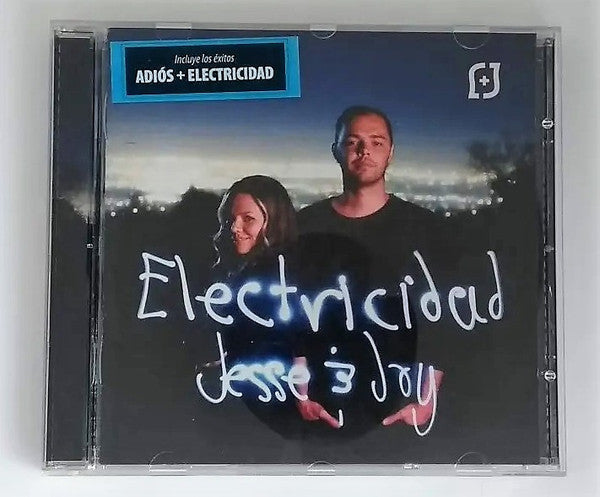 Incluye los éxitos
ADIÓS + ELECTRICIDAD
Electricidad
Jesse & Joy